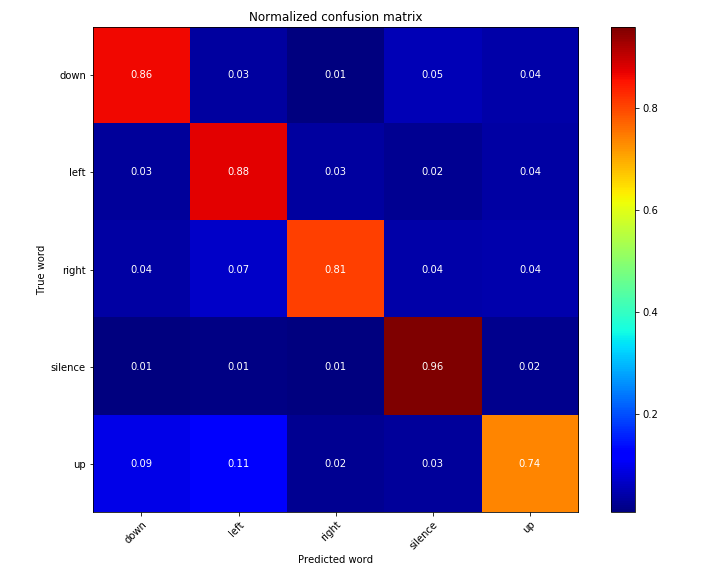 Normalized confusion matrix
True word
down 0.86 0.03 0.01 0.05 0.04
left 0.03 0.88 0.03 0.02 0.04
right 0.04 0.07 0.81 0.04 0.04
silence 0.01 0.01 0.01 0.96 0.02
up 0.09 0.11 0.02 0.03 0.74
down left right silence up
Predicted word
0.8
0.6
0.4
0.2